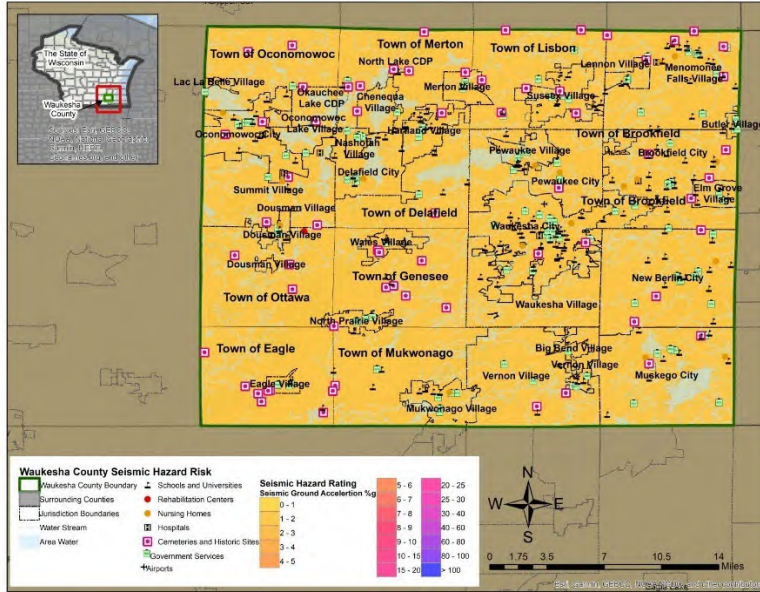 The State of
Wisconsin
Waukesha
County
Town of Oconomowoc
Town of Merton
Town of Lisbon
North Lake CDP
Lannon Village
Menomonee
Falls Village
Lac La Belle Village
Okauchee
Lake CDP
Chenequa
Village
Merton Village
Sussex Village
Oconomowoc
Lake Village
Oconomowoc City
Nashotah
Village
Hartland Village
Town of Brookfield
Butler Village
Pewaukee Village
Brookfield City
Summit Village
Delafield City
Pewaukee City
Elm Grove
Village
Town of Brookfield
Dousman Village
Town of Delafield
Dousman Village
Waukesha City
Wales Village
Dousman Village
Town of Genesee
New Berlin City
Town of Ottawa
Waukesha Village
North Prairie Village
Town of Eagle
Town of Mukwonago
Big Bend Village
Vernon Village
Vernon Village
Muskego City
Eagle Village
Mukwonago Village
Waukesha County Seismic Hazard Risk
Waukesha County Boundary
Surrounding Counties
Jurisdiction Boundaries
Water Stream
Area Water
Schools and Universities
Rehabilitation Centers
Nursing Homes
Hospitals
Cemeteries and Historic Sites
Government Services
Airports
Seismic Hazard Rating
Seismic Ground Accelertion %g
0 - 1
1 - 2
2 - 3
3 - 4
4 - 5
5 - 6
6 - 7
7 - 8
8 - 9
9 - 10
10 - 15
15 - 20
20 - 25
25 - 30
30 - 40
40 - 60
60 - 80
80 - 100
> 100
N
W E
S
0 1.75 3.5 7 10.5 14
Miles
Eagle Lake